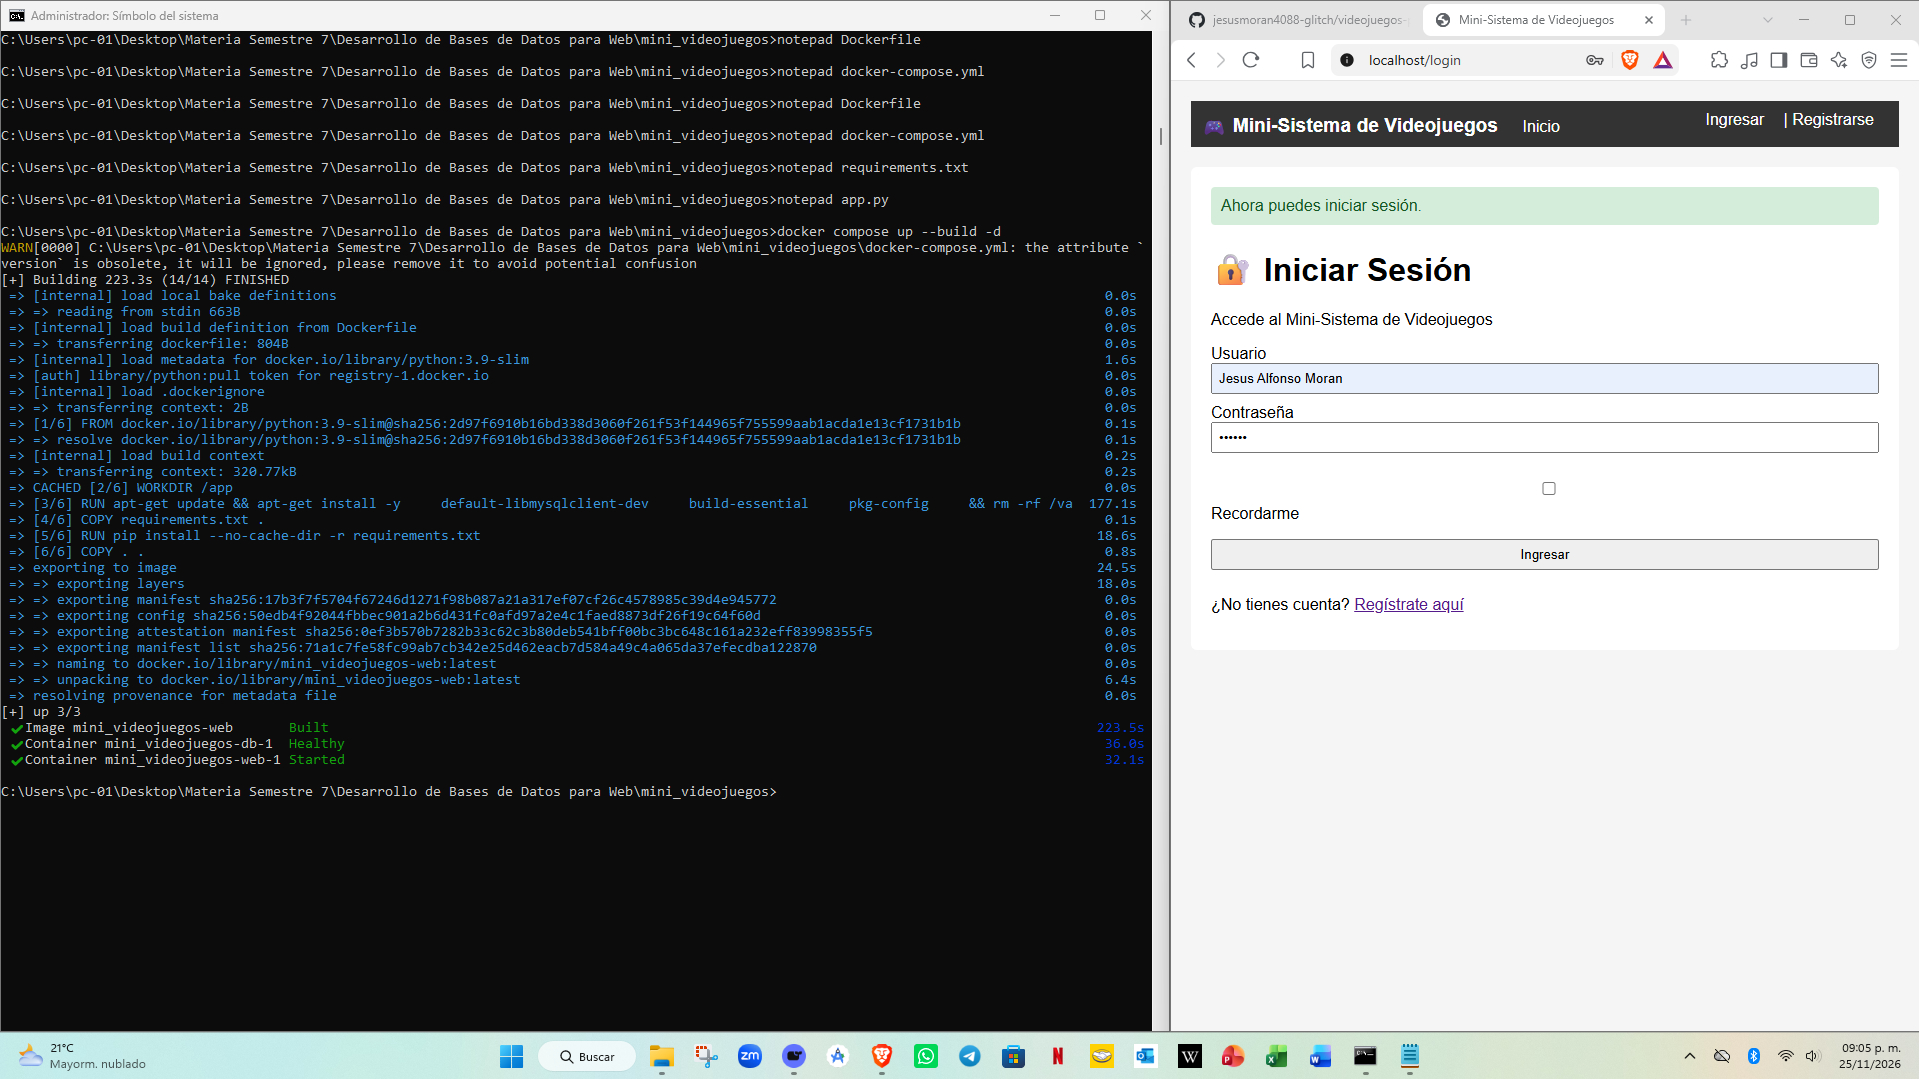 Administrador: Símbolo del sistema
C:\Users\pc-01\Desktop\Materia Semestre 7\Desarrollo de Bases de Datos para Web\mini_videojuegos>notepad Dockerfile
C:\Users\pc-01\Desktop\Materia Semestre 7\Desarrollo de Bases de Datos para Web\mini_videojuegos>notepad docker-compose.yml
C:\Users\pc-01\Desktop\Materia Semestre 7\Desarrollo de Bases de Datos para Web\mini_videojuegos>notepad Dockerfile
C:\Users\pc-01\Desktop\Materia Semestre 7\Desarrollo de Bases de Datos para Web\mini_videojuegos>notepad docker-compose.yml
C:\Users\pc-01\Desktop\Materia Semestre 7\Desarrollo de Bases de Datos para Web\mini_videojuegos>notepad requirements.txt
C:\Users\pc-01\Desktop\Materia Semestre 7\Desarrollo de Bases de Datos para Web\mini_videojuegos>notepad app.py
C:\Users\pc-01\Desktop\Materia Semestre 7\Desarrollo de Bases de Datos para Web\mini_videojuegos>docker compose up --build -d
WARN[0000] C:\Users\pc-01\Desktop\Materia Semestre 7\Desarrollo de Bases de Datos para Web\mini_videojuegos\docker-compose.yml: the attribute `
version` is obsolete, it will be ignored, please remove it to avoid potential confusion
[+] Building 223.3s (14/14) FINISHED
=> [internal] load local bake definitions 0.0s
=> => reading from stdin 663B 0.0s
=> [internal] load build definition from Dockerfile 0.0s
=> => transferring dockerfile: 804B 0.0s
=> [internal] load metadata for docker.io/library/python:3.9-slim 1.6s
=> [auth] library/python:pull token for registry-1.docker.io 0.0s
=> [internal] load .dockerignore 0.0s
=> => transferring context: 2B 0.0s
=> [1/6] FROM docker.io/library/python:3.9-slim@sha256:2d97f6910b16bd338d3060f261f53f144965f755599aab1acda1e13cf1731b1b 0.1s
=> => resolve docker.io/library/python:3.9-slim@sha256:2d97f6910b16bd338d3060f261f53f144965f755599aab1acda1e13cf1731b1b 0.1s
=> [internal] load build context 0.2s
=> => transferring context: 320.77kB 0.2s
=> CACHED [2/6] WORKDIR /app 0.0s
=> [3/6] RUN apt-get update && apt-get install -y     default-libmysqlclient-dev     build-essential     pkg-config     && rm -rf /va 177.1s
=> [4/6] COPY requirements.txt . 0.1s
=> [5/6] RUN pip install --no-cache-dir -r requirements.txt 18.6s
=> [6/6] COPY . . 0.8s
=> exporting to image 24.5s
=> => exporting layers 18.0s
=> => exporting manifest sha256:17b3f7f5704f67246d1271f98b087a21a317ef07cf26c4578985c39d4e945772 0.0s
=> => exporting config sha256:50edb4f92044fbbec901a2b6d431fc0afd97a2e4c1faed8873df26f19c64f60d 0.0s
=> => exporting attestation manifest sha256:0ef3b570b7282b33c62c3b80deb541bff00bc3bc648c161a232eff83998355f5 0.0s
=> => exporting manifest list sha256:71a1c7fe58fc99ab7cb342e25d462eacb7d584a49c4a065da37efecdba122870 0.0s
=> => naming to docker.io/library/mini_videojuegos-web:latest 0.0s
=> => unpacking to docker.io/library/mini_videojuegos-web:latest 6.4s
=> resolving provenance for metadata file 0.0s
[+] up 3/3
✔Image mini_videojuegos-web Built 223.5s
✔Container mini_videojuegos-db-1 Healthy 36.0s
✔Container mini_videojuegos-web-1 Started 32.1s
C:\Users\pc-01\Desktop\Materia Semestre 7\Desarrollo de Bases de Datos para Web\mini_videojuegos>
jesusmoran4088-glitch/videojuegos-
Mini-Sistema de Videojuegos
localhost/login
Mini-Sistema de Videojuegos Inicio Ingresar | Registrarse
Ahora puedes iniciar sesión.
Iniciar Sesión
Accede al Mini-Sistema de Videojuegos
Usuario
Jesus Alfonso Moran
Contraseña
••••••
Recordarme
Ingresar
¿No tienes cuenta? Regístrate aquí
21°C
Mayorm. nublado
Buscar
zm
N
W
09:05 p. m.
25/11/2026